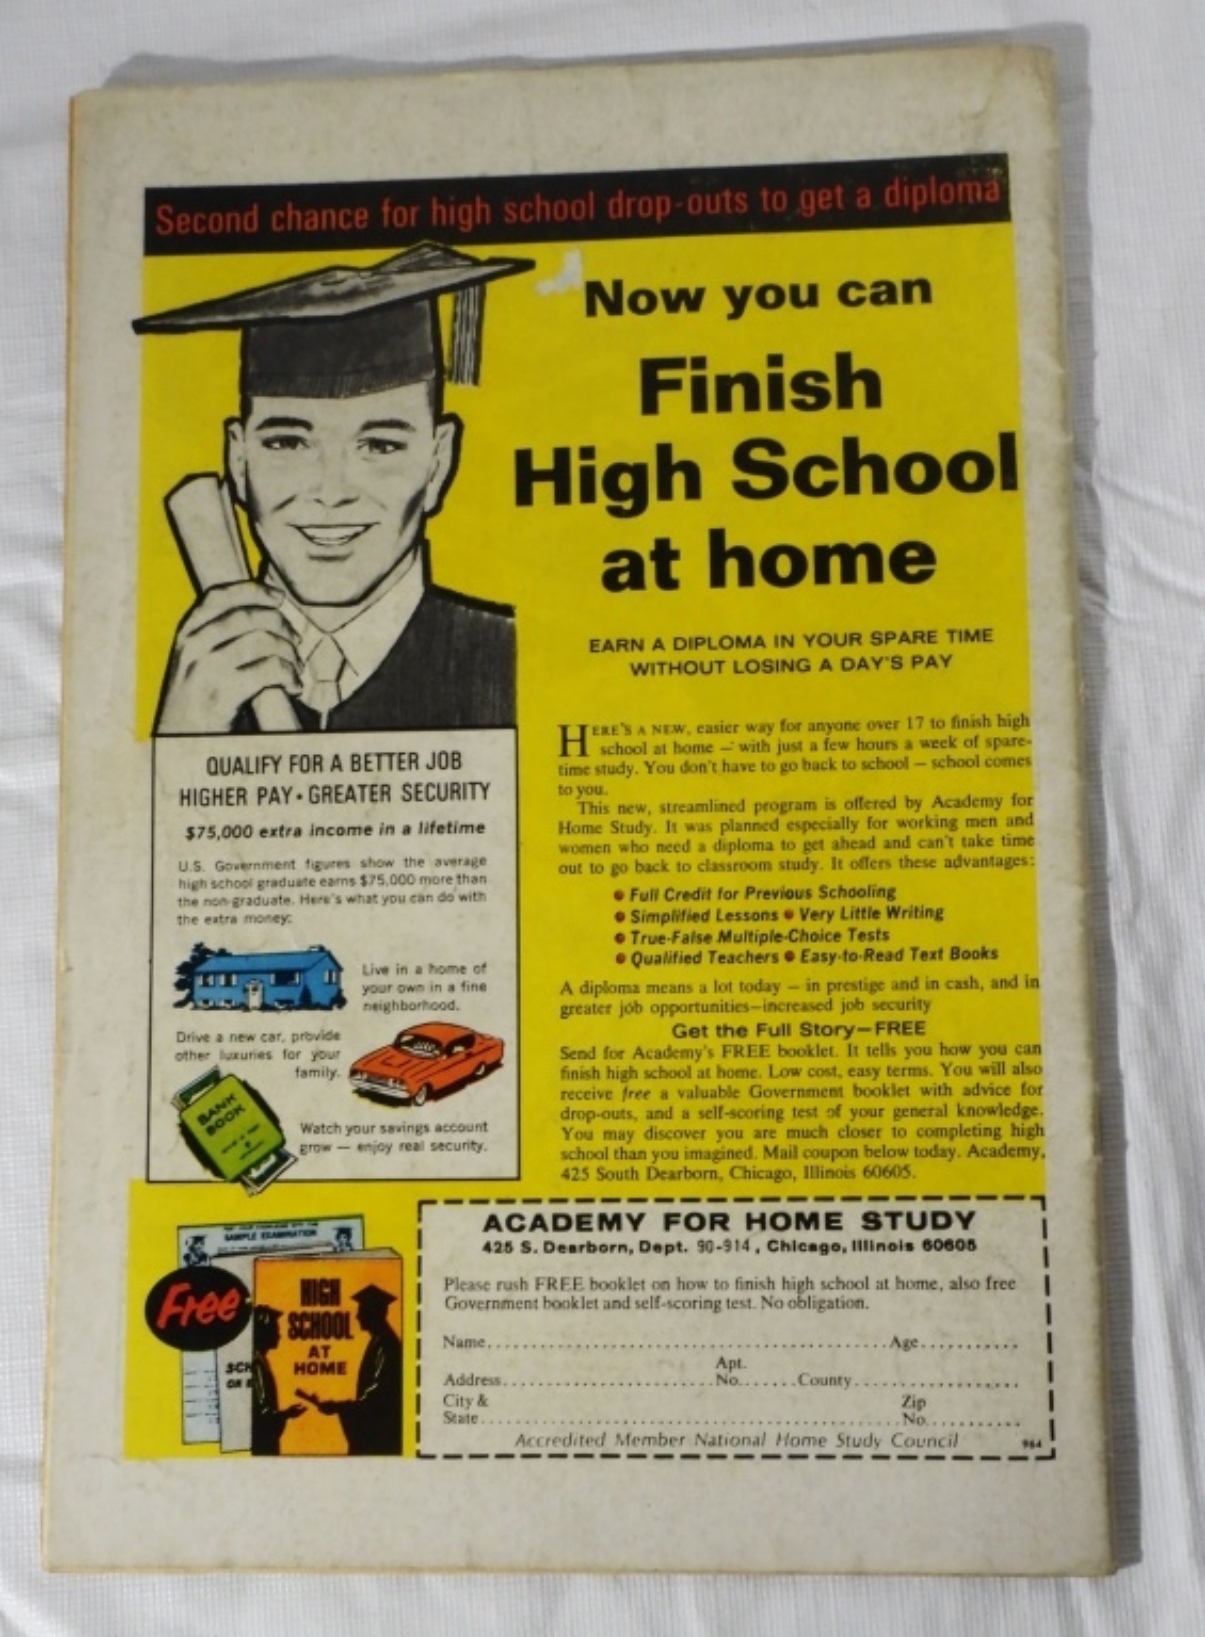 Second chance for high school drop-outs to get a diploma
Now you can
Finish
High School
at home
EARN A DIPLOMA IN YOUR SPARE TIME
WITHOUT LOSING A DAY'S PAY
HERE'S A NEW, easier way for anyone over 17 to finish high
school at home — with just a few hours a week of spare-
time study. You don't have to go back to school — school comes
to you.
This new, streamlined program is offered by Academy for
Home Study. It was planned especially for working men and
women who need a diploma to get ahead and can't take time
out to go back to classroom study. It offers these advantages:
• Full Credit for Previous Schooling
• Simplified Lessons • Very Little Writing
• True-False Multiple-Choice Tests
• Qualified Teachers • Easy-to-Read Text Books
A diploma means a lot today — in prestige and in cash, and in
greater job opportunities—increased job security
Get the Full Story—FREE
Send for Academy's FREE booklet. It tells you how you can
finish high school at home. Low cost, easy terms. You will also
receive free a valuable Government booklet with advice for
drop-outs, and a self-scoring test of your general knowledge.
You may discover you are much closer to completing high
school than you imagined. Mail coupon below today. Academy,
425 South Dearborn, Chicago, Illinois 60605.
QUALIFY FOR A BETTER JOB
HIGHER PAY • GREATER SECURITY
$75,000 extra income in a lifetime
U.S. Government figures show the average
high school graduate earns $75,000 more than
the non-graduate. Here's what you can do with
the extra money:
Live in a home of
your own in a fine
neighborhood.
Drive a new car, provide
other luxuries for your
family.
BANK
BOOK
Watch your savings account
grow — enjoy real security.
SAMPLE EXAMINATION
Free
HIGH
SCHOOL
AT
HOME
ACADEMY FOR HOME STUDY
425 S. Dearborn, Dept. 90-914, Chicago, Illinois 60605
Please rush FREE booklet on how to finish high school at home, also free
Government booklet and self-scoring test. No obligation.
Name.......................................................Age............
Apt.
Address............................No.......County....................
City & Zip
State..........................................................No...........
Accredited Member National Home Study Council 964